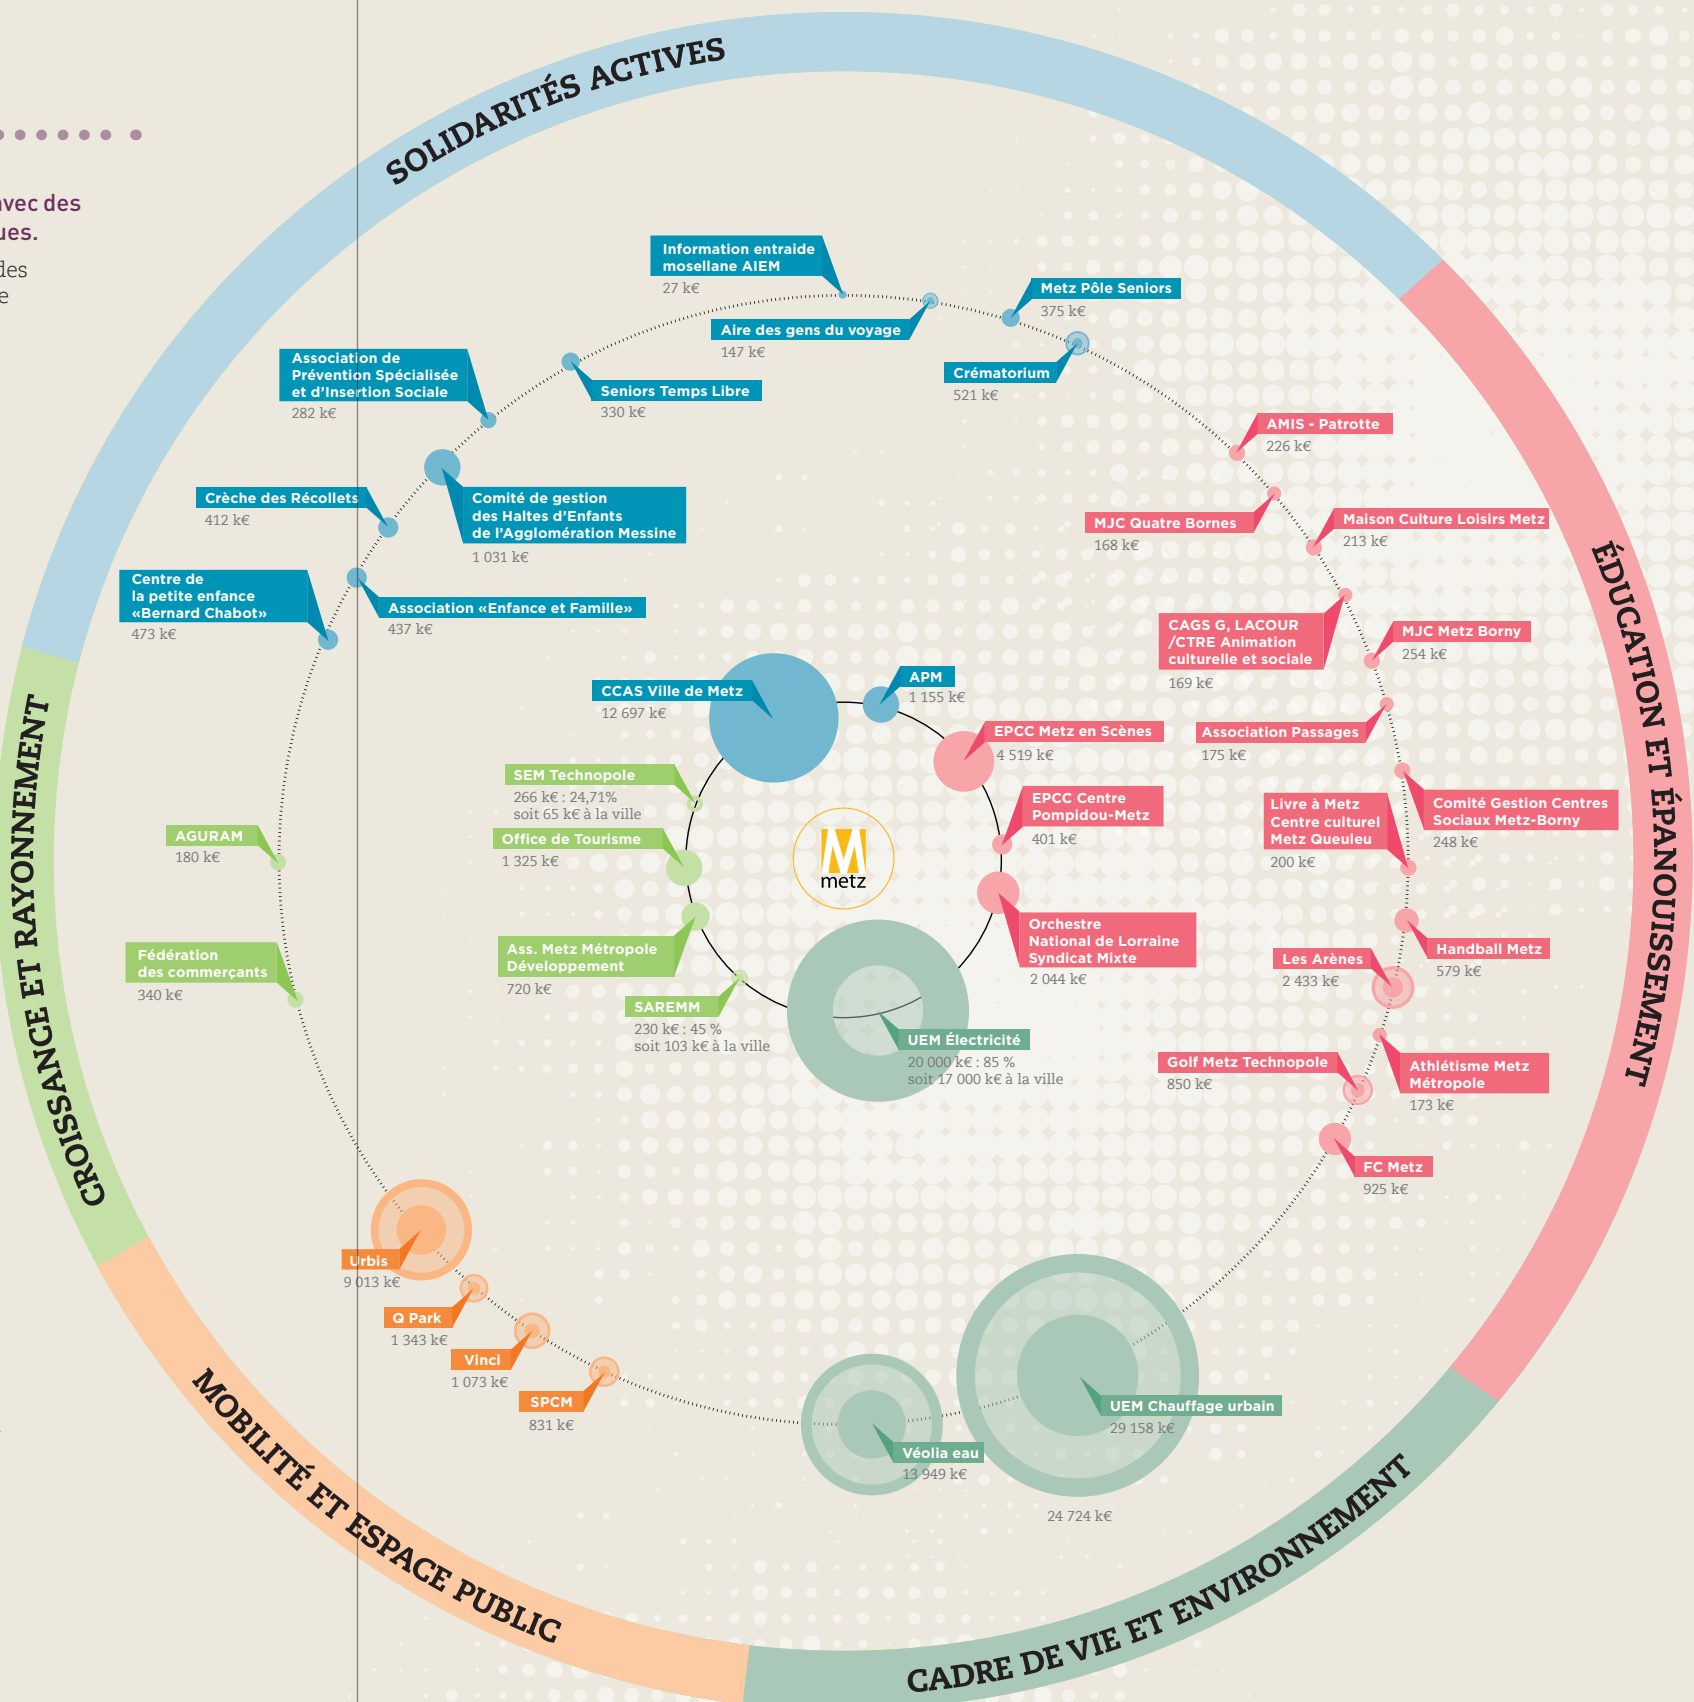 avec des
ues.
des
e
SOLIDARITÉS ACTIVES
Information entraide
mosellane AIEM
27 k€
Aire des gens du voyage
147 k€
Metz Pôle Seniors
375 k€
Crématorium
521 k€
Association de
Prévention Spécialisée
et d'Insertion Sociale
282 k€
Seniors Temps Libre
330 k€
Crèche des Récollets
412 k€
Comité de gestion
des Haltes d'Enfants
de l'Agglomération Messine
1 031 k€
Centre de
la petite enfance
«Bernard Chabot»
473 k€
Association «Enfance et Famille»
437 k€
CCAS Ville de Metz
12 697 k€
APM
1 155 k€
ÉDUCATION ET ÉPANOUISSEMENT
AMIS - Patrotte
226 k€
MJC Quatre Bornes
168 k€
Maison Culture Loisirs Metz
213 k€
CAGS G, LACOUR
/CTRE Animation
culturelle et sociale
169 k€
MJC Metz Borny
254 k€
Association Passages
175 k€
Comité Gestion Centres
Sociaux Metz-Borny
248 k€
Livre à Metz
Centre culturel
Metz Queuleu
200 k€
Handball Metz
579 k€
Les Arènes
2 433 k€
Athlétisme Metz
Métropole
173 k€
Golf Metz Technopole
850 k€
FC Metz
925 k€
EPCC Metz en Scènes
4 519 k€
EPCC Centre
Pompidou-Metz
401 k€
Orchestre
National de Lorraine
Syndicat Mixte
2 044 k€
M
metz
CROISSANCE ET RAYONNEMENT
SEM Technopole
266 k€ : 24,71%
soit 65 k€ à la ville
Office de Tourisme
1 325 k€
Ass. Metz Métropole
Développement
720 k€
SAREMM
230 k€ : 45 %
soit 103 k€ à la ville
AGURAM
180 k€
Fédération
des commerçants
340 k€
UEM Électricité
20 000 k€ : 85 %
soit 17 000 k€ à la ville
MOBILITÉ ET ESPACE PUBLIC
Urbis
9 013 k€
Q Park
1 343 k€
Vinci
1 073 k€
SPCM
831 k€
CADRE DE VIE ET ENVIRONNEMENT
Véolia eau
13 949 k€
UEM Chauffage urbain
29 158 k€
24 724 k€